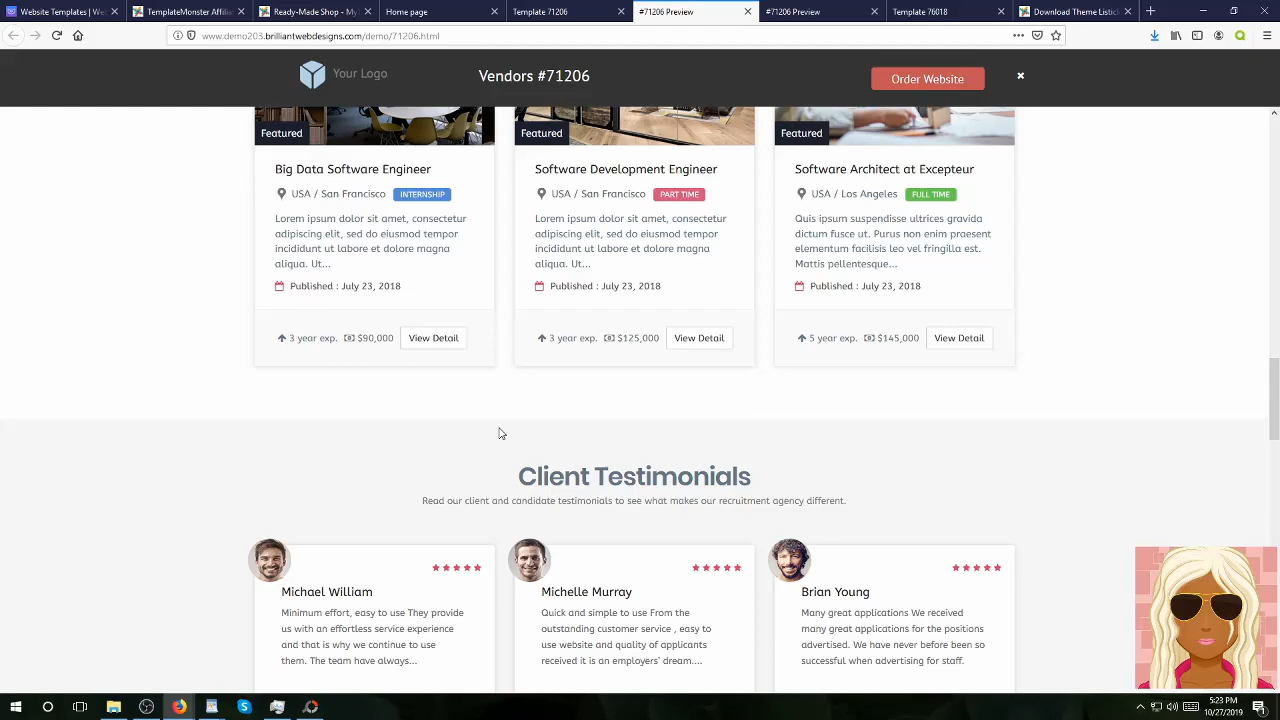 Website Templates | We
TemplateMonster Affiliat
Ready-Made Shop - My
Home page
Template 71206
#71206 Preview
#71206 Preview
Template 76018
Download Theme Listick
www.demo203.brilliantwebdesigns.com/demo/71206.html
Your Logo
Vendors #71206
Order Website
Featured
Featured
Featured
Big Data Software Engineer
USA / San Francisco INTERNSHIP
Lorem ipsum dolor sit amet, consectetur
adipiscing elit, sed do eiusmod tempor
incididunt ut labore et dolore magna
aliqua. Ut...
Published : July 23, 2018
3 year exp. $90,000 View Detail
Software Development Engineer
USA / San Francisco PART TIME
Lorem ipsum dolor sit amet, consectetur
adipiscing elit, sed do eiusmod tempor
incididunt ut labore et dolore magna
aliqua. Ut...
Published : July 23, 2018
3 year exp. $125,000 View Detail
Software Architect at Excepteur
USA / Los Angeles FULL TIME
Quis ipsum suspendisse ultrices gravida
dictum fusce ut. Purus non enim praesent
elementum facilisis leo vel fringilla est.
Mattis pellentesque...
Published : July 23, 2018
5 year exp. $145,000 View Detail
Client Testimonials
Read our client and candidate testimonials to see what makes our recruitment agency different.
Michael William
Minimum effort, easy to use They provide
us with an effortless service experience
and that is why we continue to use
them. The team have always...
Michelle Murray
Quick and simple to use From the
outstanding customer service , easy to
use website and quality of applicants
received it is an employers' dream....
Brian Young
Many great applications We received
many great applications for the positions
advertised. We have never before been so
successful when advertising for staff.
5:23 PM
10/27/2019